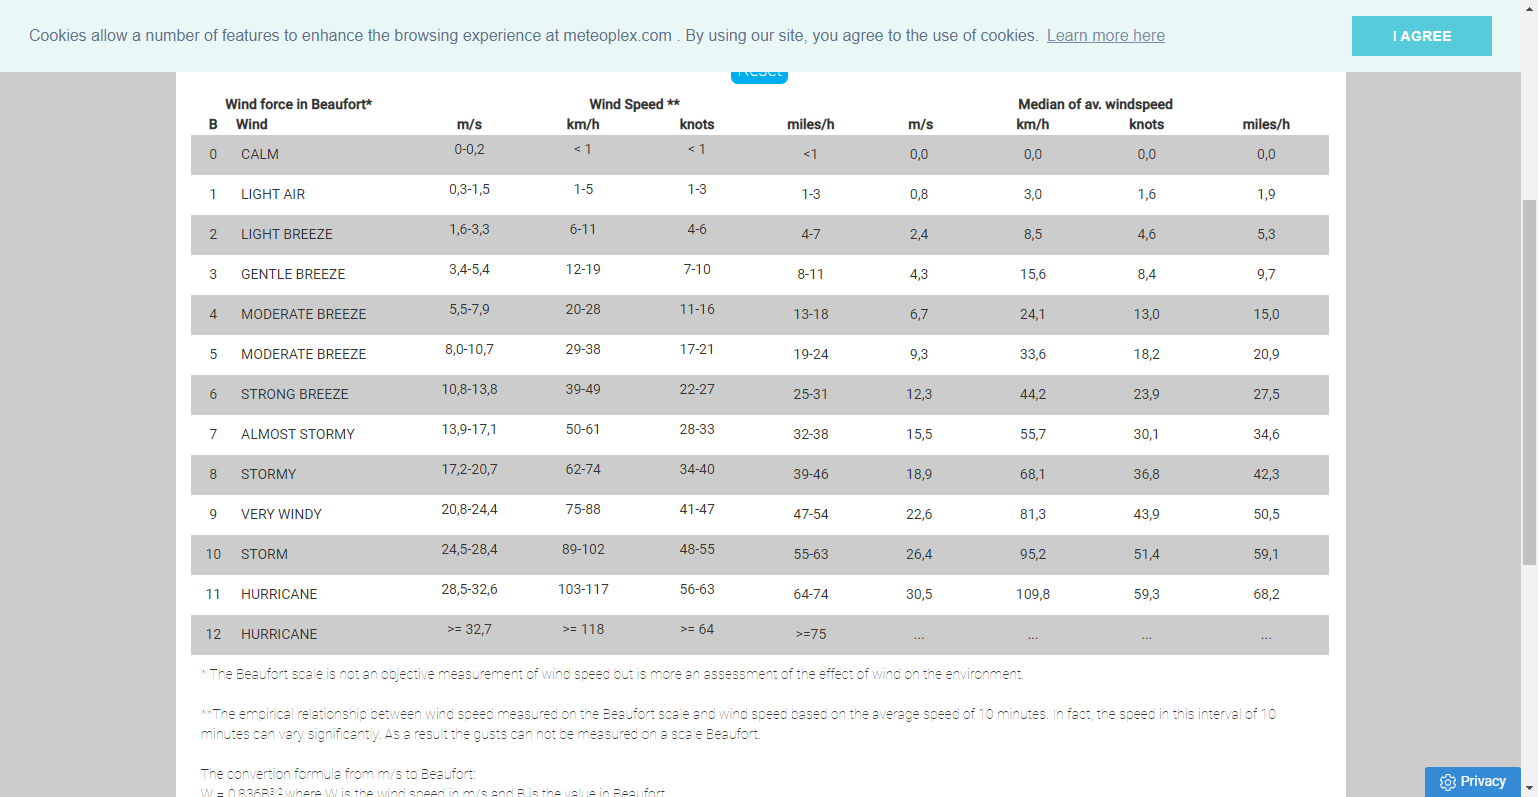 Cookies allow a number of features to enhance the browsing experience at meteoplex.com . By using our site, you agree to the use of cookies. Learn more here I AGREE
Reset
Wind force in Beaufort* Wind Speed ** Median of av. windspeed
B Wind m/s km/h knots miles/h m/s km/h knots miles/h
0 CALM 0-0,2 < 1 < 1 <1 0,0 0,0 0,0 0,0
1 LIGHT AIR 0,3-1,5 1-5 1-3 1-3 0,8 3,0 1,6 1,9
2 LIGHT BREEZE 1,6-3,3 6-11 4-6 4-7 2,4 8,5 4,6 5,3
3 GENTLE BREEZE 3,4-5,4 12-19 7-10 8-11 4,3 15,6 8,4 9,7
4 MODERATE BREEZE 5,5-7,9 20-28 11-16 13-18 6,7 24,1 13,0 15,0
5 MODERATE BREEZE 8,0-10,7 29-38 17-21 19-24 9,3 33,6 18,2 20,9
6 STRONG BREEZE 10,8-13,8 39-49 22-27 25-31 12,3 44,2 23,9 27,5
7 ALMOST STORMY 13,9-17,1 50-61 28-33 32-38 15,5 55,7 30,1 34,6
8 STORMY 17,2-20,7 62-74 34-40 39-46 18,9 68,1 36,8 42,3
9 VERY WINDY 20,8-24,4 75-88 41-47 47-54 22,6 81,3 43,9 50,5
10 STORM 24,5-28,4 89-102 48-55 55-63 26,4 95,2 51,4 59,1
11 HURRICANE 28,5-32,6 103-117 56-63 64-74 30,5 109,8 59,3 68,2
12 HURRICANE >= 32,7 >= 118 >= 64 >=75 ... ... ... ...
* The Beaufort scale is not an objective measurement of wind speed but is more an assessment of the effect of wind on the environment.
**The empirical relationship between wind speed measured on the Beaufort scale and wind speed based on the average speed of 10 minutes. In fact, the speed in this interval of 10
minutes can vary significantly. As a result the gusts can not be measured on a scale Beaufort.
The convertion formula from m/s to Beaufort:
W = 0.836B³/² where W is the wind speed in m/s and B is the value in Beaufort
Privacy